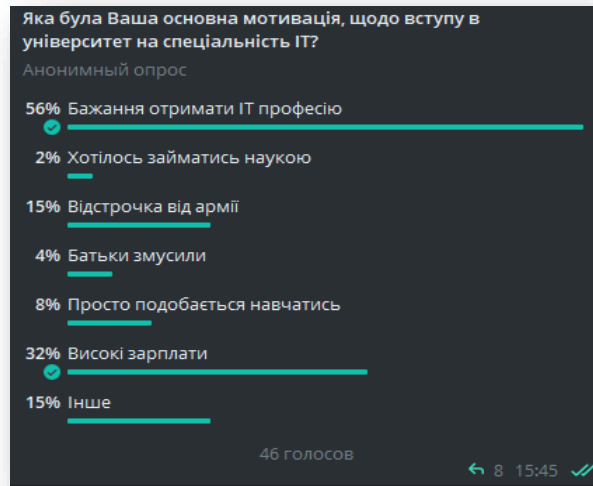 Яка була Ваша основна мотивація, щодо вступу в
університет на спеціальність ІТ?
Анонимный опрос
56% Бажання отримати ІТ професію
2% Хотілось займатись наукою
15% Відстрочка від армії
4% Батьки змусили
8% Просто подобається навчатись
32% Високі зарплати
15% Інше
46 голосов
8 15:45